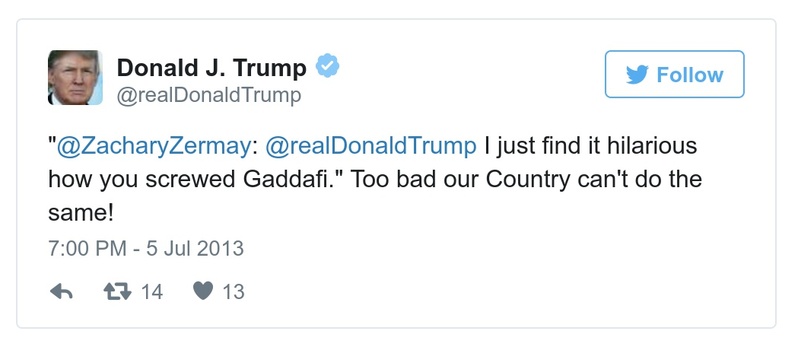 Donald J. Trump
@realDonaldTrump
Follow
"@ZacharyZermay: @realDonaldTrump I just find it hilarious
how you screwed Gaddafi." Too bad our Country can't do the
same!
7:00 PM - 5 Jul 2013
14 13